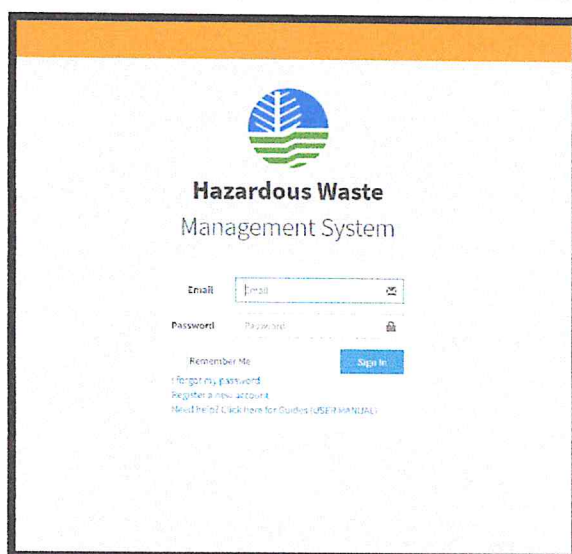 Hazardous Waste
Management System
Email Email
Password Password
Remember Me Sign In
I forgot my password
Register a new account
Need help? Click here for Guides (USER MANUAL)